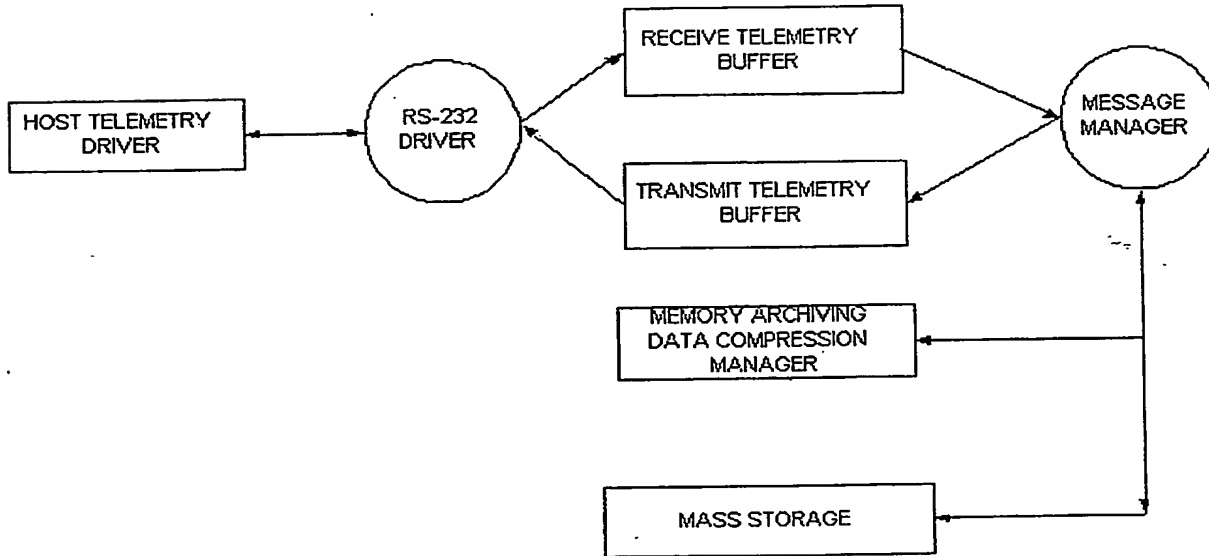 RECEIVE TELEMETRY
BUFFER
HOST TELEMETRY
DRIVER
RS-232
DRIVER
MESSAGE
MANAGER
TRANSMIT TELEMETRY
BUFFER
MEMORY ARCHIVING
DATA COMPRESSION
MANAGER
MASS STORAGE